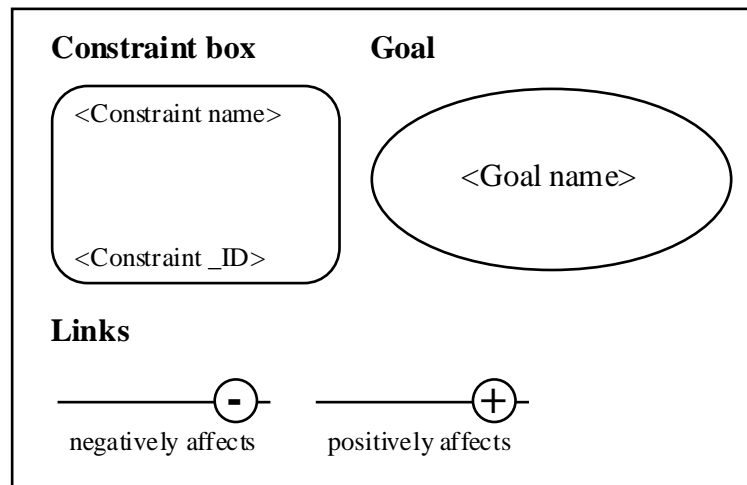 Constraint box
Goal
<Constraint name>
<Goal name>
<Constraint _ID>
Links
-
+
negatively affects
positively affects